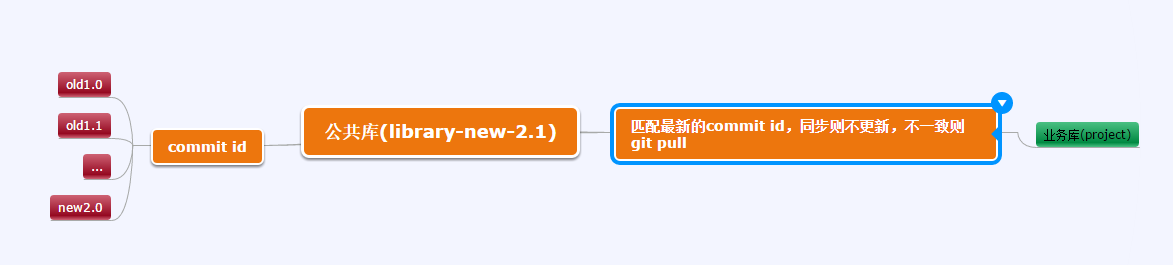 old1.0
old1.1
...
new2.0
commit id
公共库(library-new-2.1)
匹配最新的commit id，同步则不更新，不一致则
git pull
业务库(project)